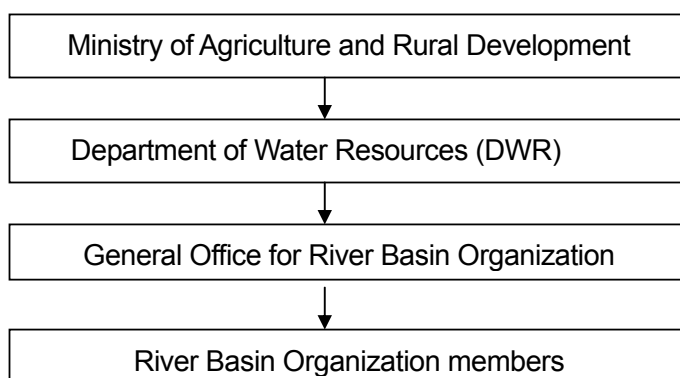 Ministry of Agriculture and Rural Development
Department of Water Resources (DWR)
General Office for River Basin Organization
River Basin Organization members